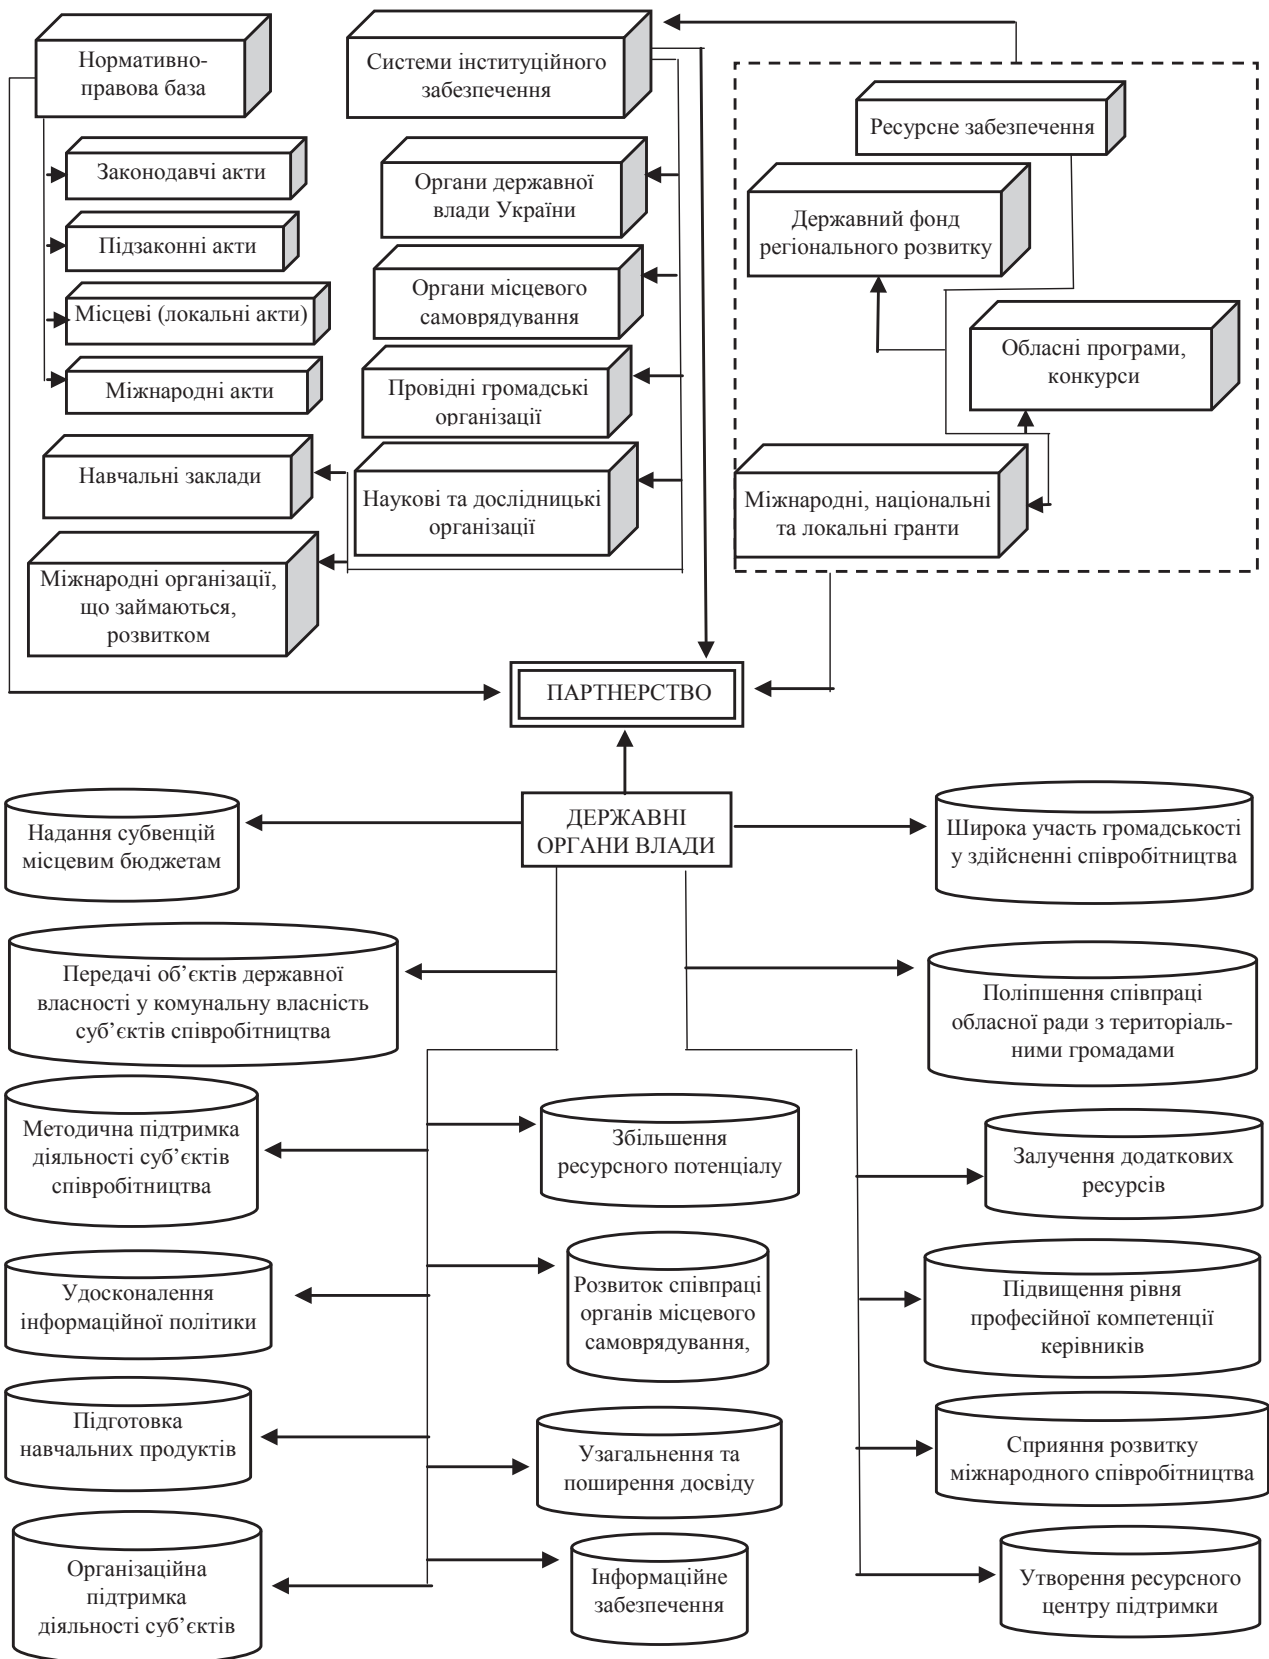 Нормативно-
правова база
Системи інституційного
забезпечення
Ресурсне забезпечення
Законодавчі акти
Підзаконні акти
Місцеві (локальні акти)
Міжнародні акти
Органи державної
влади України
Органи місцевого
самоврядування
Провідні громадські
організації
Наукові та дослідницькі
організації
Навчальні заклади
Міжнародні організації,
що займаються,
розвитком
Державний фонд
регіонального розвитку
Обласні програми,
конкурси
Міжнародні, національні
та локальні гранти
ПАРТНЕРСТВО
ДЕРЖАВНІ
ОРГАНИ ВЛАДИ
Надання субвенцій
місцевим бюджетам
Широка участь громадськості
у здійсненні співробітництва
Передачі об’єктів державної
власності у комунальну власність
суб’єктів співробітництва
Поліпшення співпраці
обласної ради з територіаль-
ними громадами
Методична підтримка
діяльності суб’єктів
співробітництва
Збільшення
ресурсного потенціалу
Залучення додаткових
ресурсів
Удосконалення
інформаційної політики
Розвиток співпраці
органів місцевого
самоврядування,
Підвищення рівня
професійної компетенції
керівників
Підготовка
навчальних продуктів
Узагальнення та
поширення досвіду
Сприяння розвитку
міжнародного співробітництва
Організаційна
підтримка
діяльності суб’єктів
Інформаційне
забезпечення
Утворення ресурсного
центру підтримки